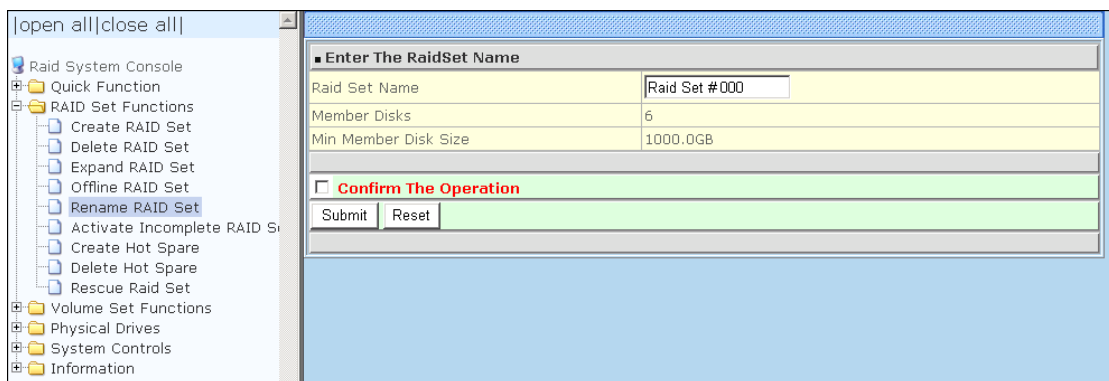 |open all|close all|
Raid System Console
Quick Function
RAID Set Functions
Create RAID Set
Delete RAID Set
Expand RAID Set
Offline RAID Set
Rename RAID Set
Activate Incomplete RAID S
Create Hot Spare
Delete Hot Spare
Rescue Raid Set
Volume Set Functions
Physical Drives
System Controls
Information
Enter The RaidSet Name
Raid Set Name Raid Set #000
Member Disks 6
Min Member Disk Size 1000.0GB
Confirm The Operation
Submit Reset